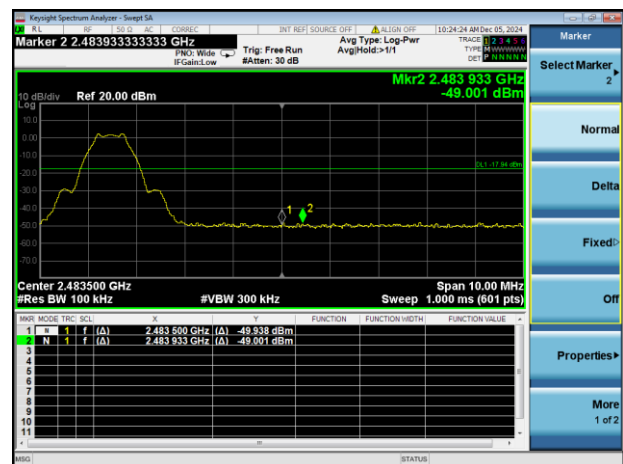 Keysight Spectrum Analyzer - Swept SA
RL RF 50 Ω AC CORREC INT REF SOURCE OFF ALIGN OFF 10:24:24 AM Dec 05, 2024
Marker 2 2.483933333333 GHz
PNO: Wide
IFGain:Low
Trig: Free Run
#Atten: 30 dB
Avg Type: Log-Pwr
Avg|Hold:>1/1
TRACE 1 2 3 4 5 6
TYPE M WWWWW
DET P N N N N N
Mkr2 2.483 933 GHz
-49.001 dBm
10 dB/div Ref 20.00 dBm
Log
10.0
0.00
-10.0
-20.0
-30.0
-40.0
-50.0
-60.0
-70.0
DL1 -17.94 dBm
1
2
Center 2.483500 GHz Span 10.00 MHz
#Res BW 100 kHz #VBW 300 kHz Sweep 1.000 ms (601 pts)
MKR MODE TRC SCL X Y FUNCTION FUNCTION WIDTH FUNCTION VALUE
1 N 1 f (Δ) 2.483 500 GHz (Δ) -49.938 dBm
2 N 1 f (Δ) 2.483 933 GHz (Δ) -49.001 dBm
3
4
5
6
7
8
9
10
11
MSG STATUS
Marker
Select Marker
2
Normal
Delta
Fixed
Off
Properties
More
1 of 2